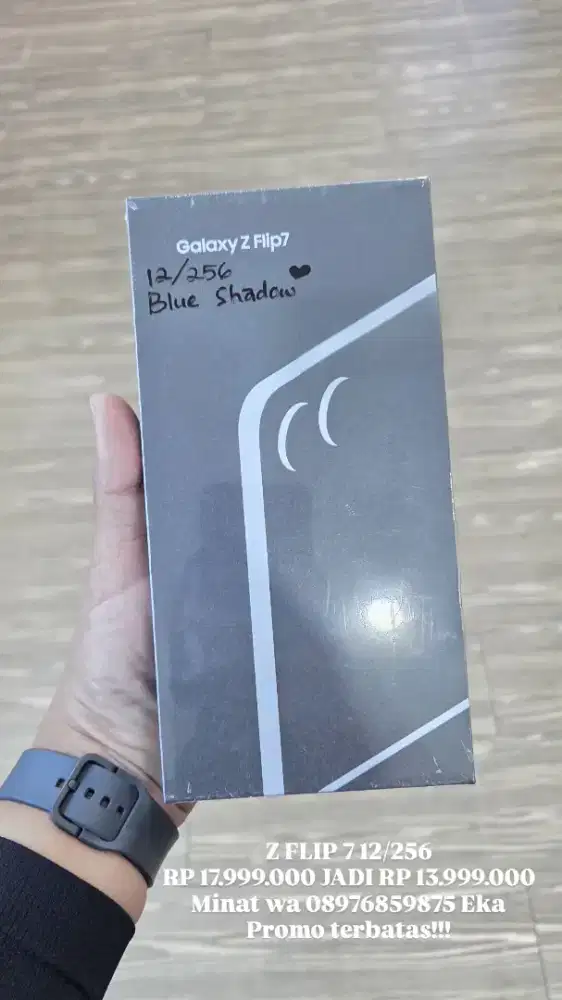 Galaxy Z Flip7
12/256
Blue Shadow
Z FLIP 7 12/256
RP 17.999.000 JADI RP 13.999.000
Minat wa 08976859875 Eka
Promo terbatas!!!